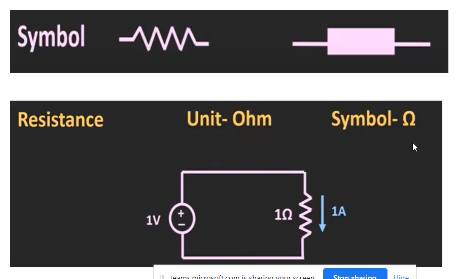 Symbol
Resistance Unit- Ohm Symbol- Ω
1V + − 1Ω 1A
teams.microsoft.com is sharing your screen. Stop sharing Hide